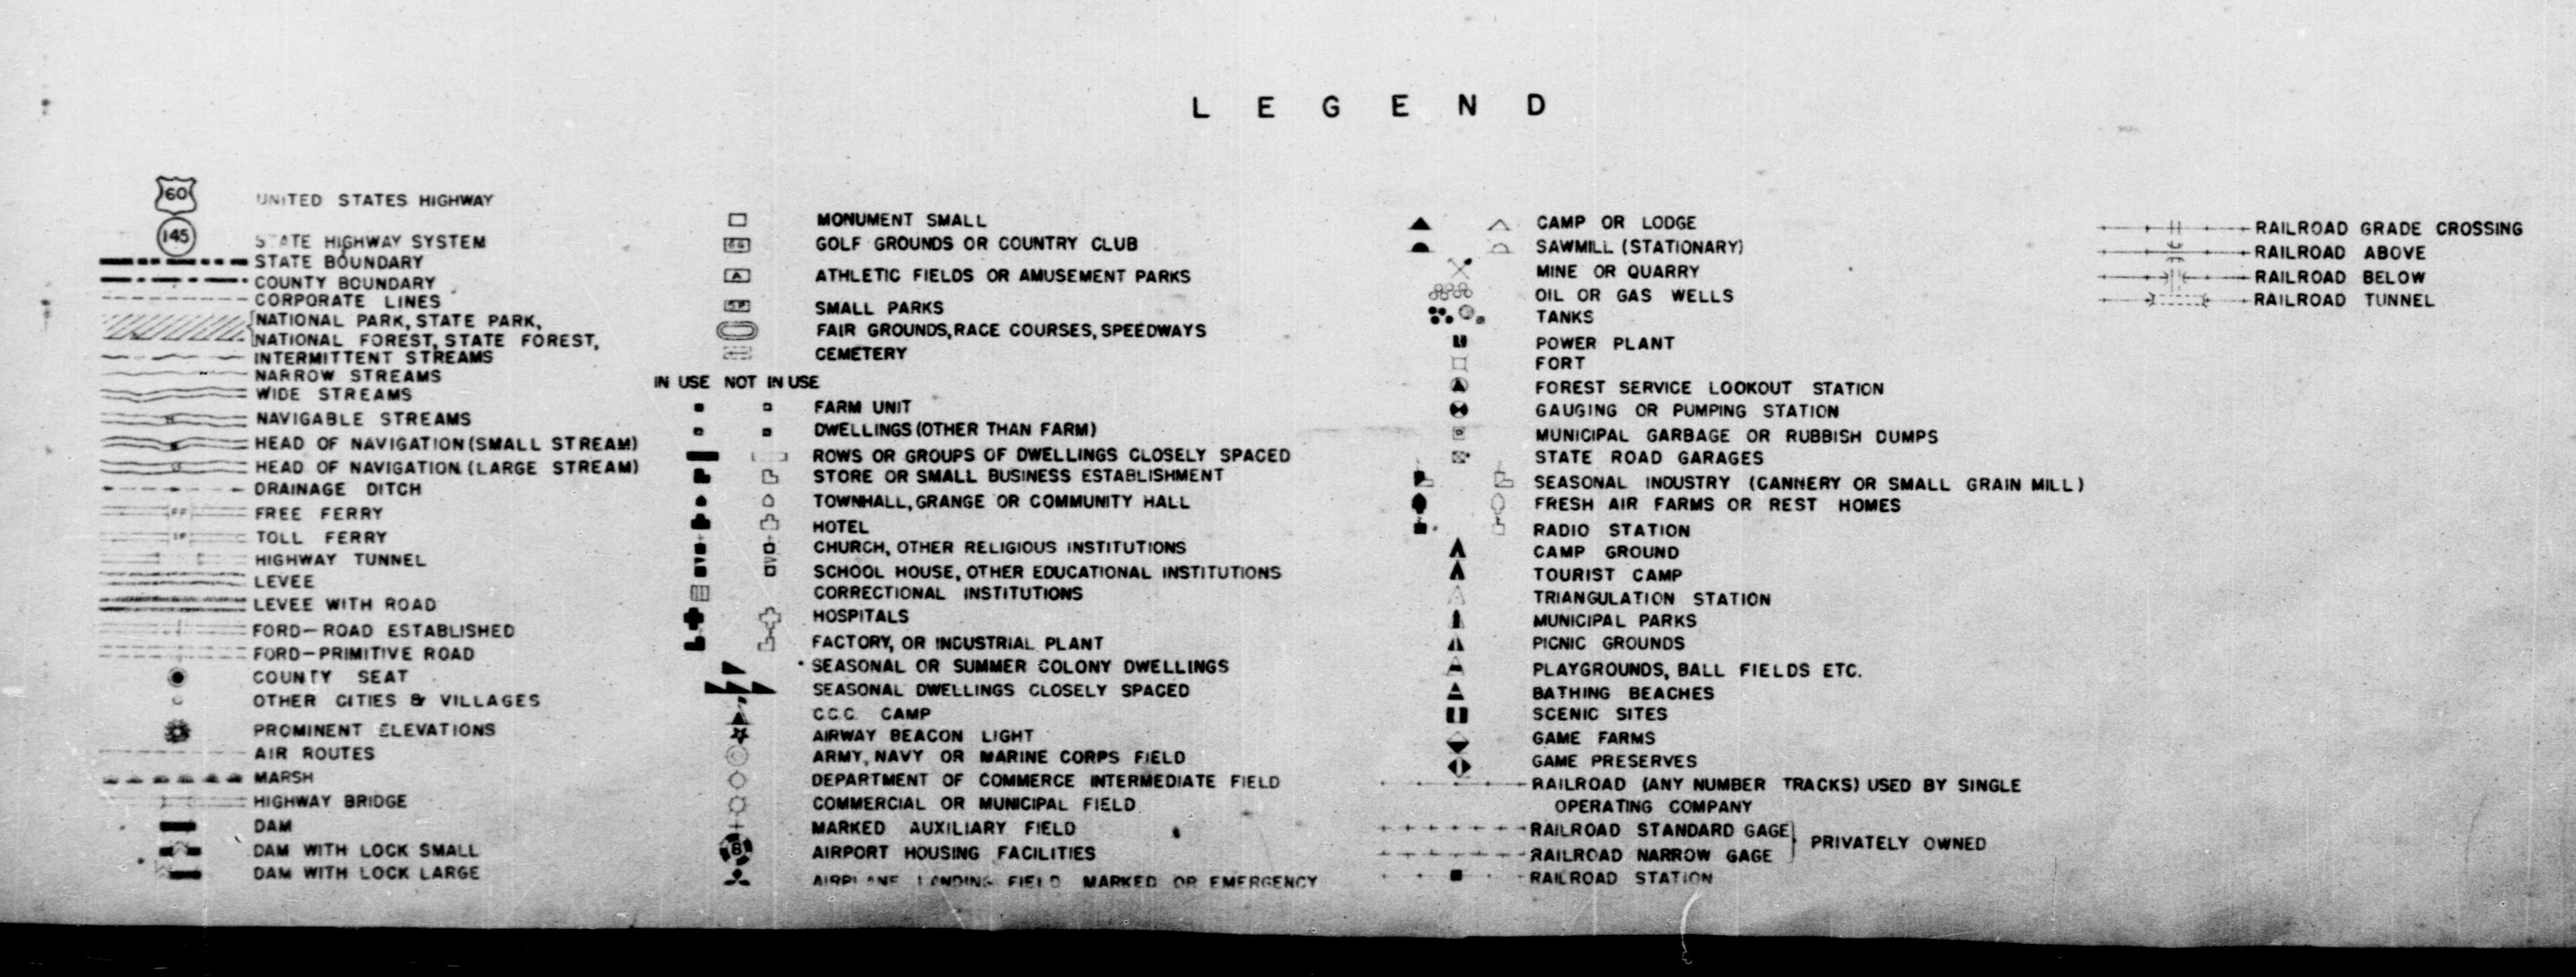 LEGEND
60
UNITED STATES HIGHWAY
145
STATE HIGHWAY SYSTEM
STATE BOUNDARY
COUNTY BOUNDARY
CORPORATE LINES
NATIONAL PARK, STATE PARK,
NATIONAL FOREST, STATE FOREST,
INTERMITTENT STREAMS
NARROW STREAMS
WIDE STREAMS
NAVIGABLE STREAMS
HEAD OF NAVIGATION (SMALL STREAM)
HEAD OF NAVIGATION (LARGE STREAM)
DRAINAGE DITCH
FF FREE FERRY
TOLL FERRY
HIGHWAY TUNNEL
LEVEE
LEVEE WITH ROAD
FORD-ROAD ESTABLISHED
FORD-PRIMITIVE ROAD
COUNTY SEAT
OTHER CITIES & VILLAGES
PROMINENT ELEVATIONS
AIR ROUTES
MARSH
HIGHWAY BRIDGE
DAM
DAM WITH LOCK SMALL
DAM WITH LOCK LARGE
MONUMENT SMALL
GOLF GROUNDS OR COUNTRY CLUB
A ATHLETIC FIELDS OR AMUSEMENT PARKS
SMALL PARKS
FAIR GROUNDS, RACE COURSES, SPEEDWAYS
CEMETERY
IN USE NOT IN USE
FARM UNIT
DWELLINGS (OTHER THAN FARM)
ROWS OR GROUPS OF DWELLINGS CLOSELY SPACED
STORE OR SMALL BUSINESS ESTABLISHMENT
TOWNHALL, GRANGE OR COMMUNITY HALL
HOTEL
CHURCH, OTHER RELIGIOUS INSTITUTIONS
SCHOOL HOUSE, OTHER EDUCATIONAL INSTITUTIONS
CORRECTIONAL INSTITUTIONS
HOSPITALS
FACTORY, OR INDUSTRIAL PLANT
SEASONAL OR SUMMER COLONY DWELLINGS
SEASONAL DWELLINGS CLOSELY SPACED
C.C.C. CAMP
AIRWAY BEACON LIGHT
ARMY, NAVY OR MARINE CORPS FIELD
DEPARTMENT OF COMMERCE INTERMEDIATE FIELD
COMMERCIAL OR MUNICIPAL FIELD
MARKED AUXILIARY FIELD
8 AIRPORT HOUSING FACILITIES
AIRPLANE LANDING FIELD MARKED OR EMERGENCY
CAMP OR LODGE
SAWMILL (STATIONARY)
MINE OR QUARRY
OIL OR GAS WELLS
TANKS
POWER PLANT
FORT
FOREST SERVICE LOOKOUT STATION
GAUGING OR PUMPING STATION
MUNICIPAL GARBAGE OR RUBBISH DUMPS
STATE ROAD GARAGES
SEASONAL INDUSTRY (CANNERY OR SMALL GRAIN MILL)
FRESH AIR FARMS OR REST HOMES
RADIO STATION
CAMP GROUND
TOURIST CAMP
TRIANGULATION STATION
MUNICIPAL PARKS
PICNIC GROUNDS
PLAYGROUNDS, BALL FIELDS ETC.
BATHING BEACHES
SCENIC SITES
GAME FARMS
GAME PRESERVES
RAILROAD (ANY NUMBER TRACKS) USED BY SINGLE
OPERATING COMPANY
RAILROAD STANDARD GAGE
PRIVATELY OWNED
RAILROAD NARROW GAGE
RAILROAD STATION
RAILROAD GRADE CROSSING
RAILROAD ABOVE
RAILROAD BELOW
RAILROAD TUNNEL